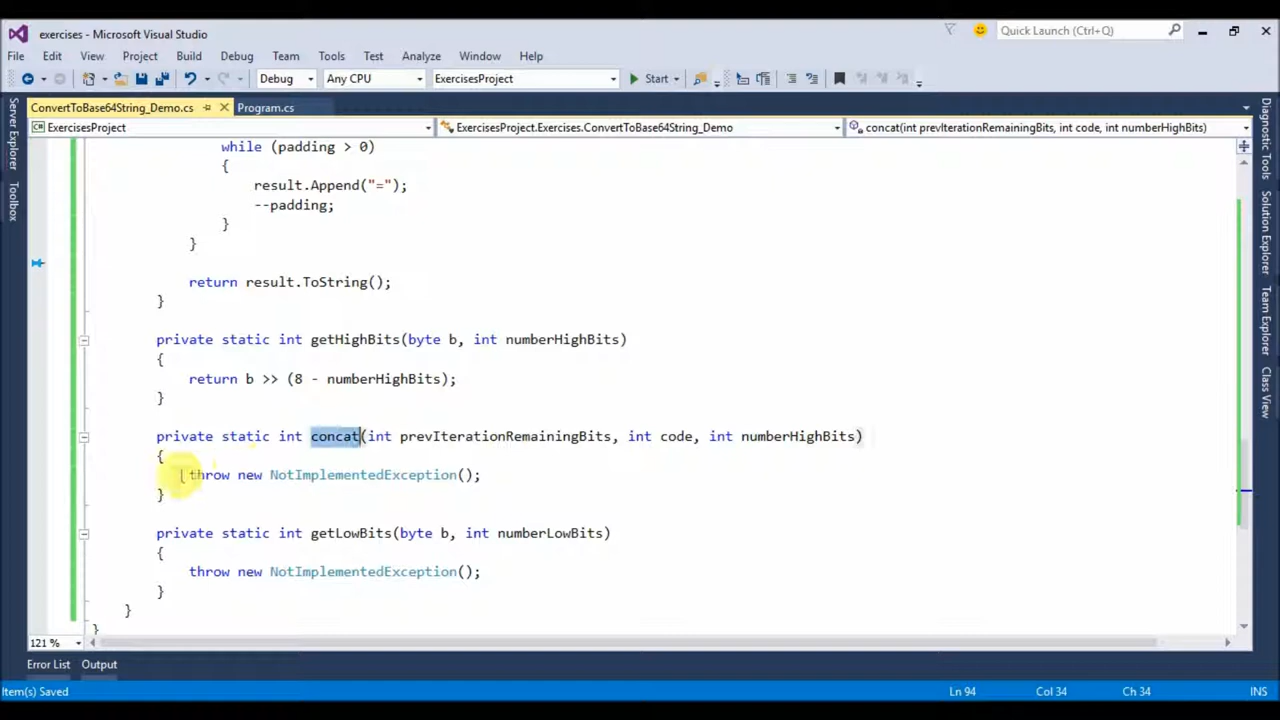 exercises - Microsoft Visual Studio
Quick Launch (Ctrl+Q)
File Edit View Project Build Debug Team Tools Test Analyze Window Help
Debug Any CPU ExercisesProject Start
ConvertToBase64String_Demo.cs Program.cs
ExercisesProject ExercisesProject.Exercises.ConvertToBase64String_Demo concat(int prevIterationRemainingBits, int code, int numberHighBits)
Server Explorer
Toolbox
while (padding > 0)
{
result.Append("=");
--padding;
}
}
return result.ToString();
}
private static int getHighBits(byte b, int numberHighBits)
{
return b >> (8 - numberHighBits);
}
private static int concat(int prevIterationRemainingBits, int code, int numberHighBits)
{
throw new NotImplementedException();
}
private static int getLowBits(byte b, int numberLowBits)
{
throw new NotImplementedException();
}
}
}
Diagnostic Tools
Solution Explorer
Team Explorer
Class View
121 %
Error List Output
Item(s) Saved Ln 94 Col 34 Ch 34 INS